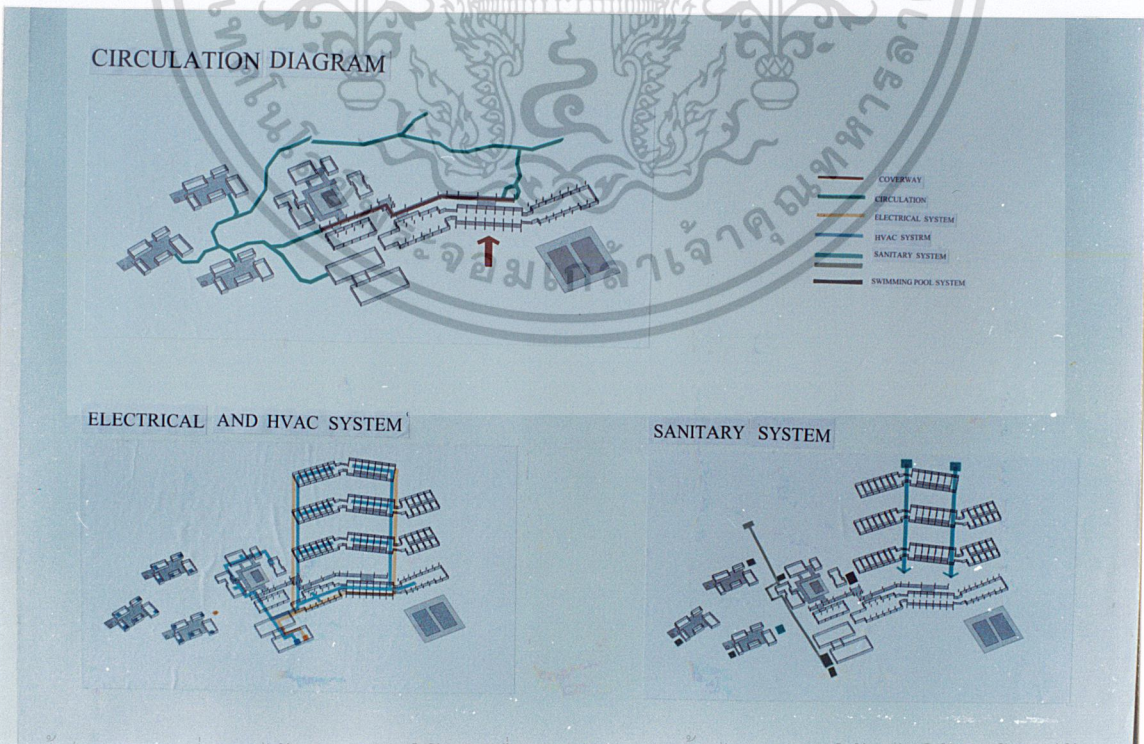 CIRCULATION DIAGRAM
COVERWAY
CIRCULATION
ELECTRICAL SYSTEM
HVAC SYSTRM
SANITARY SYSTEM
SWIMMING POOL SYSTEM
ELECTRICAL AND HVAC SYSTEM
SANITARY SYSTEM